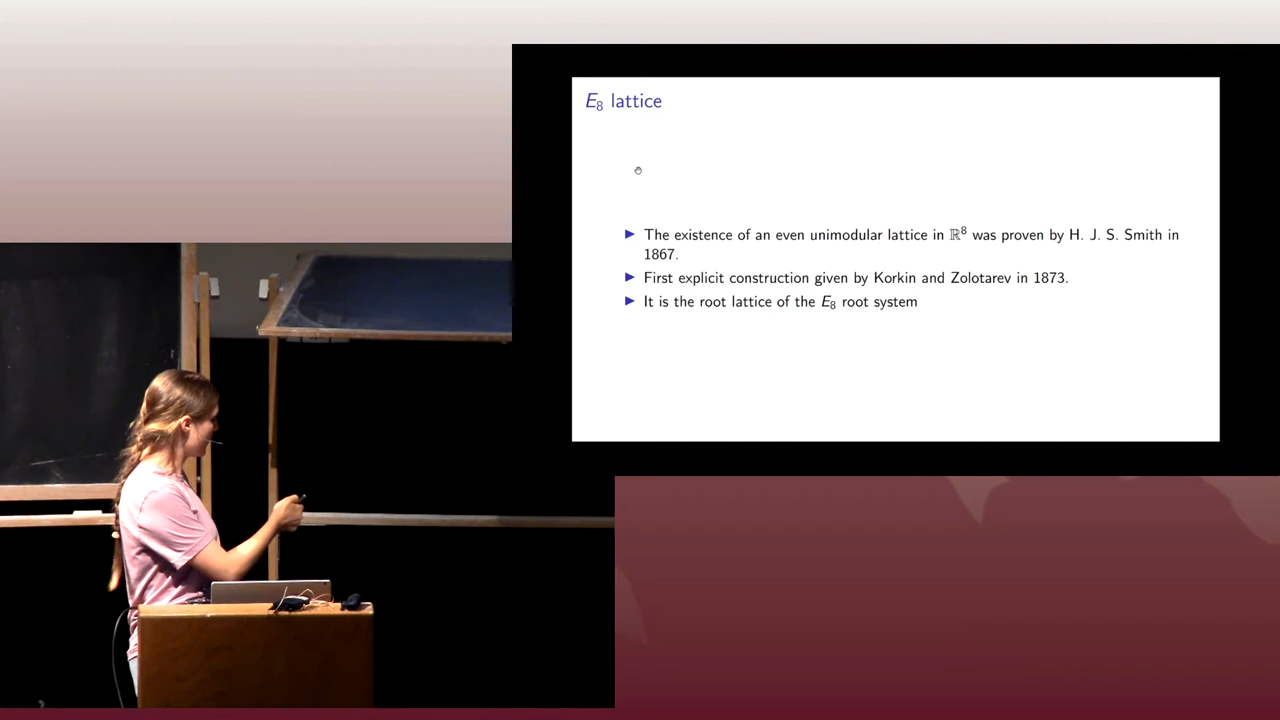 E₈ lattice
▶ The existence of an even unimodular lattice in ℝ⁸ was proven by H. J. S. Smith in
1867.
▶ First explicit construction given by Korkin and Zolotarev in 1873.
▶ It is the root lattice of the E₈ root system